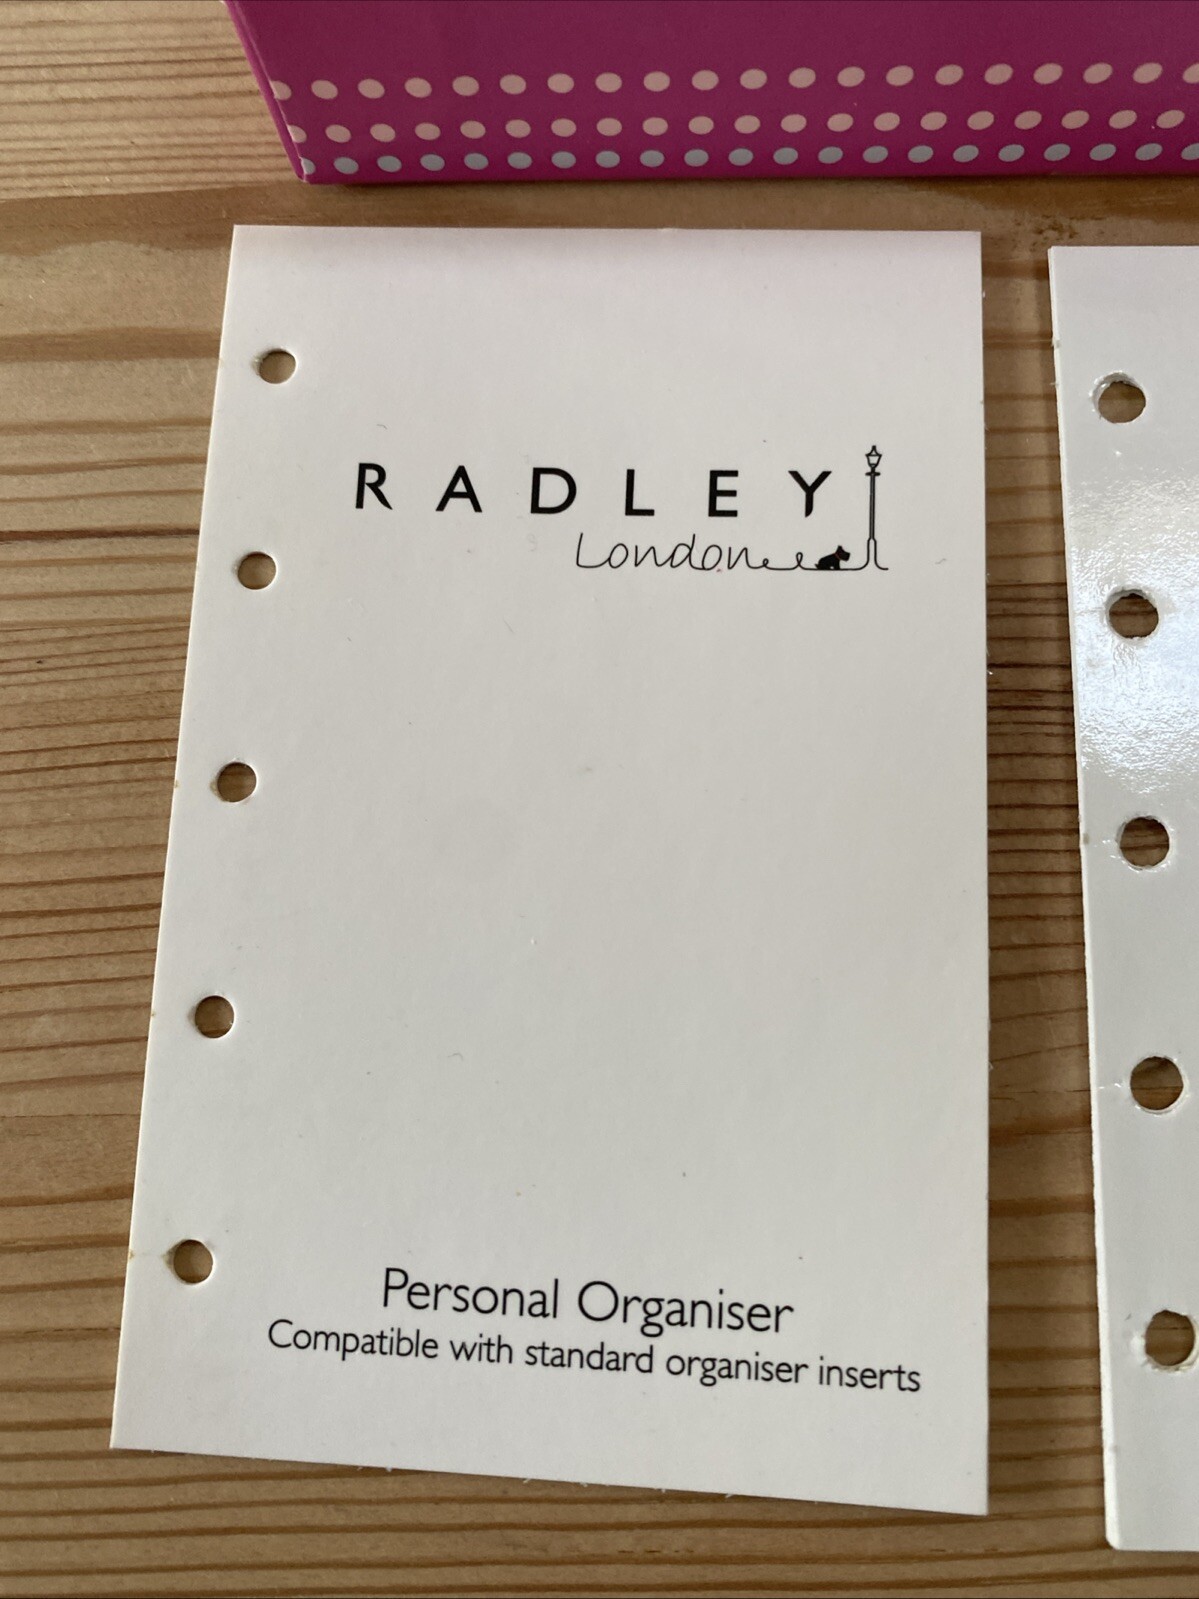 RADLEY
London
Personal Organiser
Compatible with standard organiser inserts